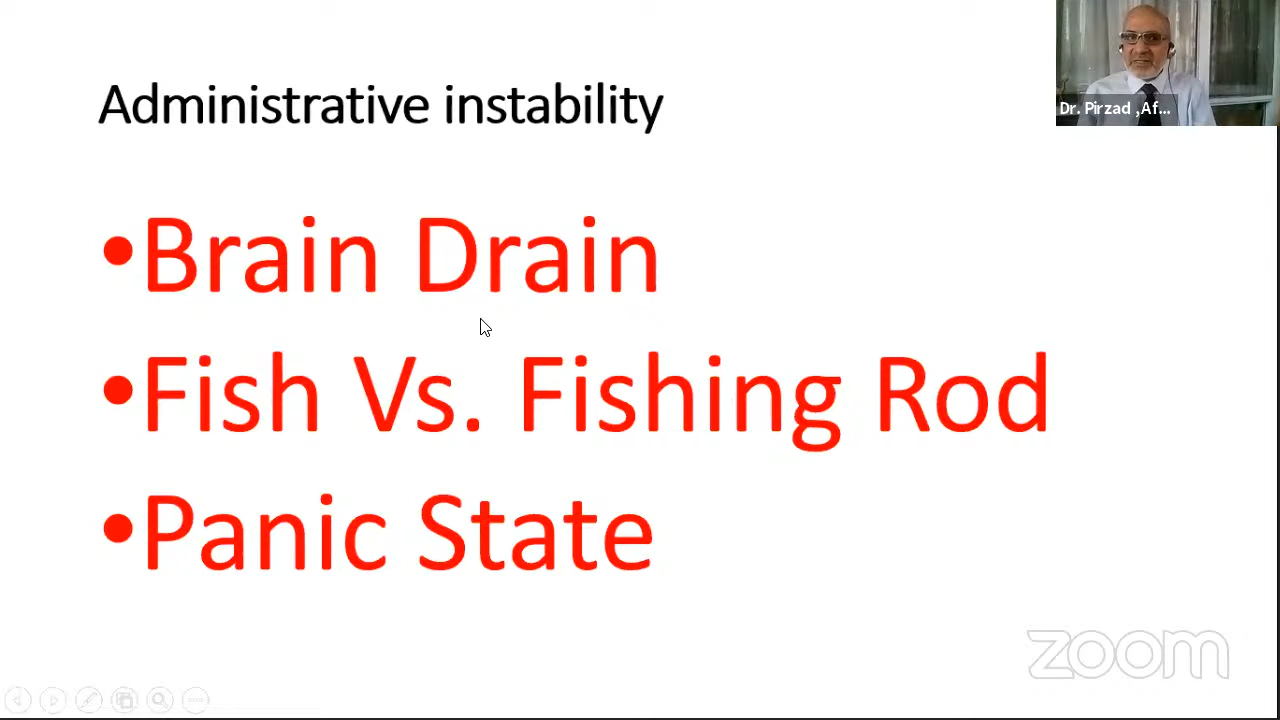 Administrative instability
•Brain Drain
•Fish Vs. Fishing Rod
•Panic State
Dr. Pirzad ,Af...
zoom